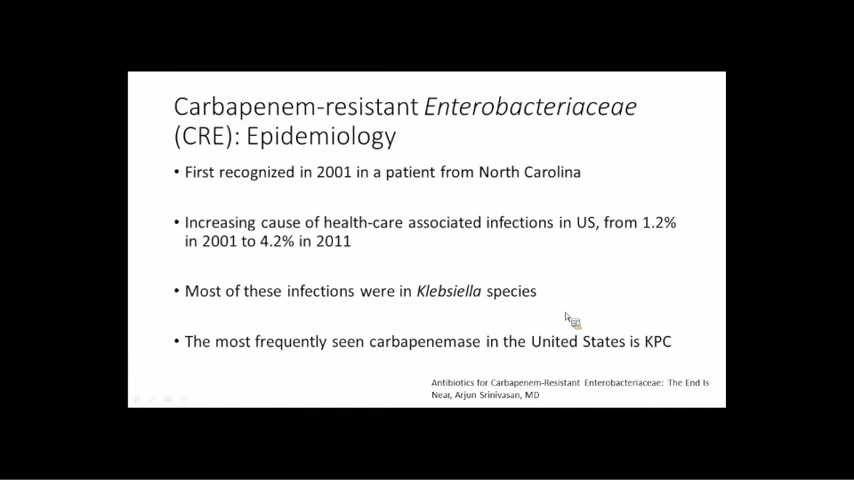 Carbapenem-resistant Enterobacteriaceae
(CRE): Epidemiology
• First recognized in 2001 in a patient from North Carolina
• Increasing cause of health-care associated infections in US, from 1.2%
in 2001 to 4.2% in 2011
• Most of these infections were in Klebsiella species
• The most frequently seen carbapenemase in the United States is KPC
Antibiotics for Carbapenem-Resistant Enterobacteriaceae: The End Is
Near, Arjun Srinivasan, MD